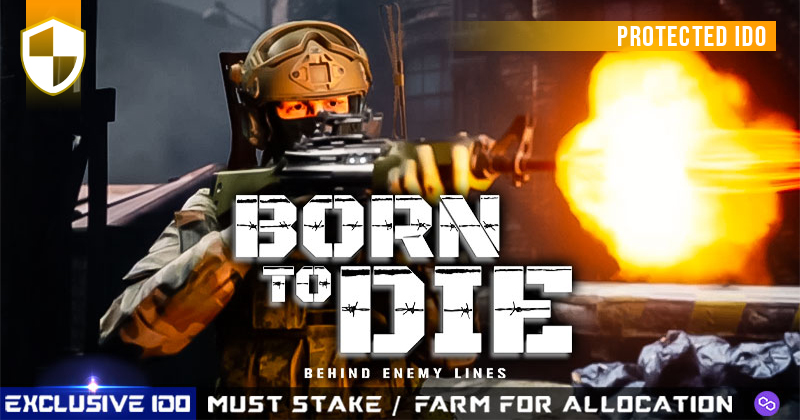 PROTECTED IDO
BORN
TO
DIE
BEHIND ENEMY LINES
EXCLUSIVE IDO MUST STAKE / FARM FOR ALLOCATION